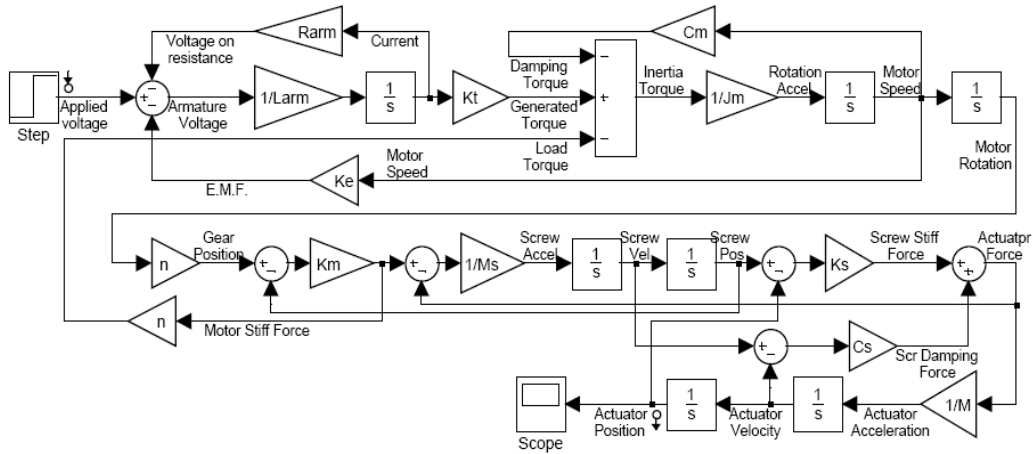 Rarm
Cm
Voltage on
resistance
Current
Damping
Torque
Inertia
Torque
Rotation
Accel
Motor
Speed
Step
Applied
voltage
Armature
Voltage
1/Larm
1
s
Kt
Generated
Torque
1/Jm
1
s
1
s
Load
Torque
Motor
Rotation
E.M.F.
Ke
Motor
Speed
n
Gear
Position
Km
1/Ms
Screw
Accel
1
s
Screw
Vel
1
s
Screw
Pos
Ks
Screw Stiff
Force
Actuatpr
Force
n
Motor Stiff Force
Cs
Scr Damping
Force
Scope
Actuator
Position
1
s
Actuator
Velocity
1
s
Actuator
Acceleration
1/M